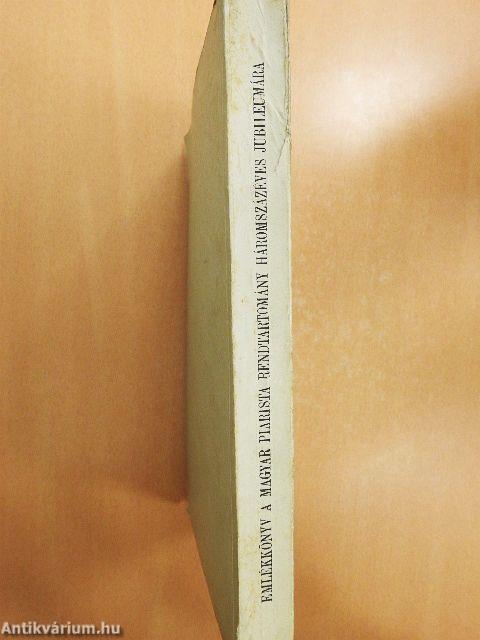 EMLÉKKÖNYV A MAGYAR PIARISTA RENDTARTOMÁNY HÁROMSZÁZÉVES JUBILEUMÁRA
Antikvárium.hu